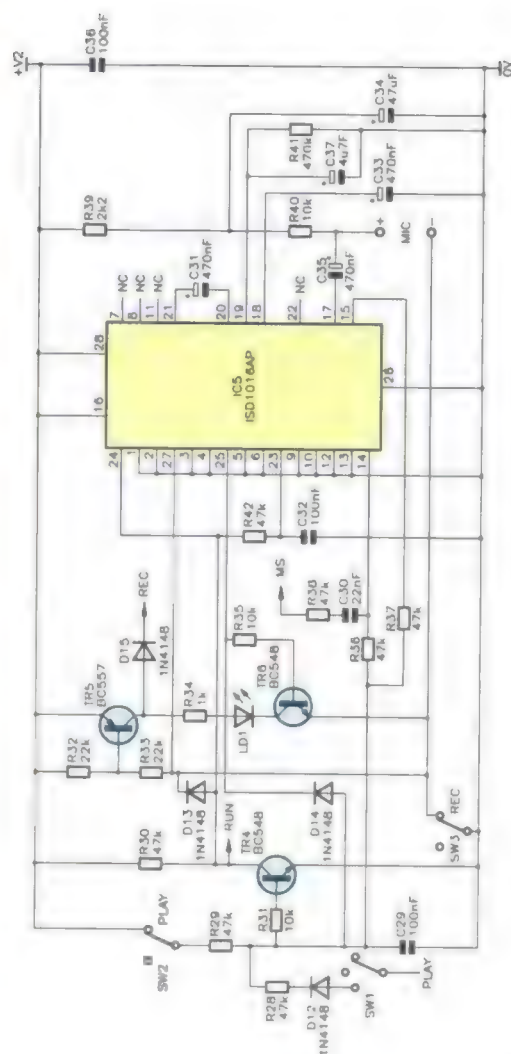 +V2
C36
100nF
0V
SW2
PLAY
R29
47k
R28
47k
D12
1N4148
SW1
PLAY
C29
100nF
R31
10k
R30
47k
RUN
TR4
BC548
R32
22k
R33
22k
D13
1N4148
D14
1N4148
SW3
REC
TR5
BC557
D15
1N4148
REC
R34
1k
LD1
TR6
BC548
R35
10k
MS
R38
47k
C30
22nF
R36
47k
R37
47k
R42
47k
C32
100nF
24
1
2
27
3
4
25
5
6
23
9
10
12
13
14
16
28
IC5
ISD1016AP
26
7 NC
8 NC
11 NC
21
20
19
18
22 NC
17
15
C31
470nF
R39
2k2
R40
10k
C35
470nF
+
MIC
−
R41
470k
C37
4u7F
C33
470nF
C34
47uF